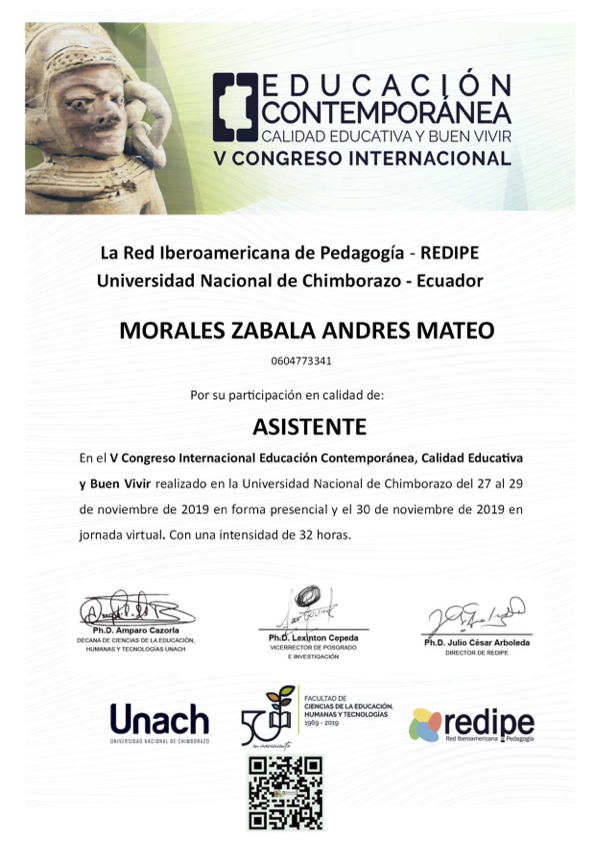 EDUCACIÓN
CONTEMPORÁNEA
CALIDAD EDUCATIVA Y BUEN VIVIR
V CONGRESO INTERNACIONAL
La Red Iberoamericana de Pedagogía - REDIPE
Universidad Nacional de Chimborazo - Ecuador
MORALES ZABALA ANDRES MATEO
0604773341
Por su participación en calidad de:
ASISTENTE
En el V Congreso Internacional Educación Contemporánea, Calidad Educativa
y Buen Vivir realizado en la Universidad Nacional de Chimborazo del 27 al 29
de noviembre de 2019 en forma presencial y el 30 de noviembre de 2019 en
jornada virtual. Con una intensidad de 32 horas.
Ph.D. Amparo Cazorla
DECANA DE CIENCIAS DE LA EDUCACIÓN,
HUMANAS Y TECNOLOGÍAS UNACH
Ph.D. Lexinton Cepeda
VICERRECTOR DE POSGRADO
E INVESTIGACIÓN
Ph.D. Julio César Arboleda
DIRECTOR DE REDIPE
Unach
UNIVERSIDAD NACIONAL DE CHIMBORAZO
50
en movimiento
FACULTAD DE
CIENCIAS DE LA EDUCACIÓN,
HUMANAS Y TECNOLOGÍAS
1969 - 2019
redipe
Red Iberoamericana de Pedagogía